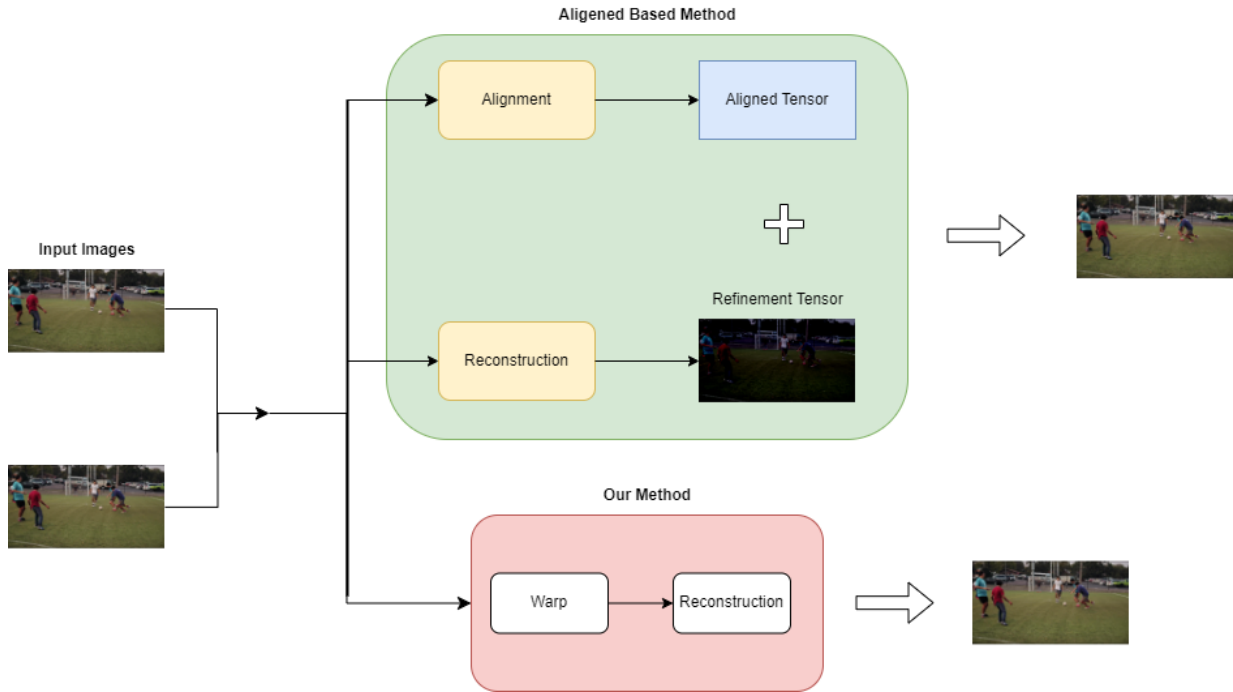 Aligened Based Method
Alignment
Aligned Tensor
Input Images
Refinement Tensor
Reconstruction
Our Method
Warp
Reconstruction